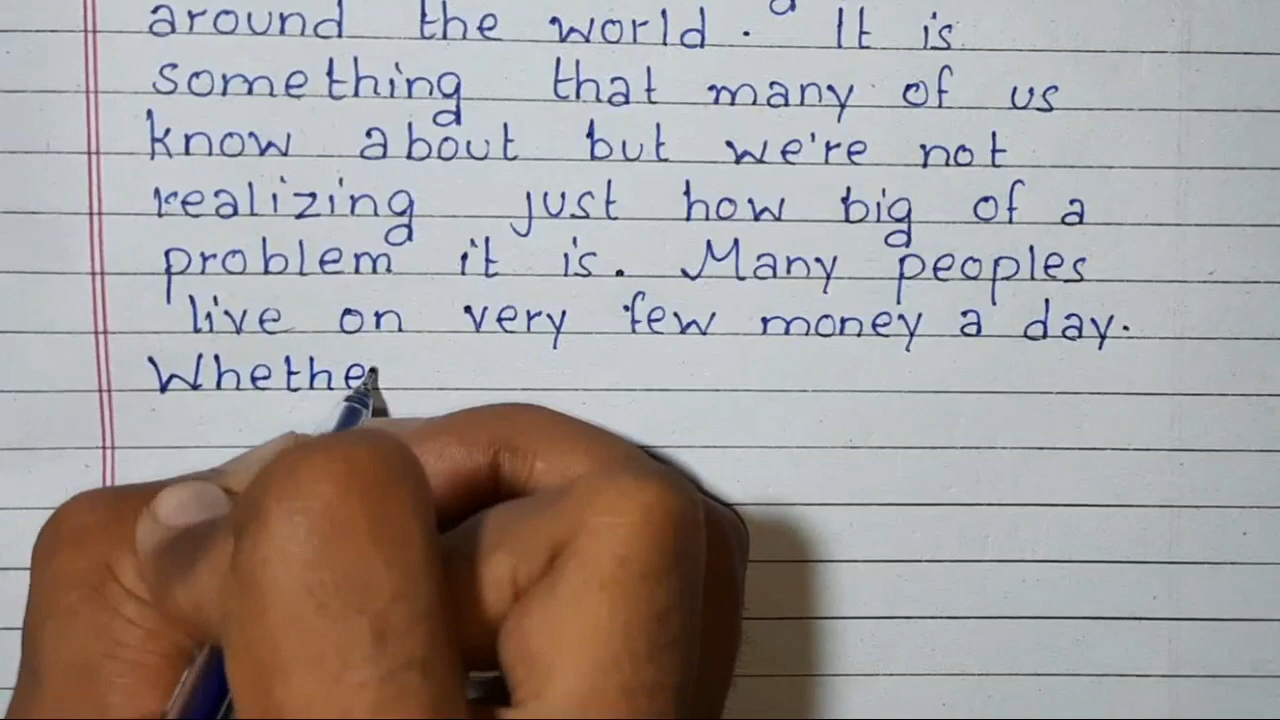 around the world. It is
something that many of us
know about but we're not
realizing just how big of a
problem it is. Many peoples
live on very few money a day.
Whethe